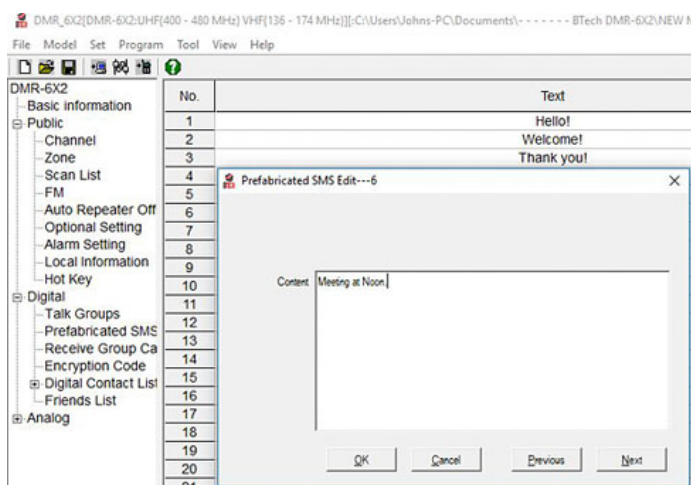 DMR_6X2[DMR-6X2:UHF{400 - 480 MHz} VHF{136 - 174 MHz}][:C:\Users\Johns-PC\Documents\- - - - - - - BTech DMR-6X2\NEW
File Model Set Program Tool View Help
DMR-6X2
Basic information
Public
Channel
Zone
Scan List
FM
Auto Repeater Off
Optional Setting
Alarm Setting
Local Information
Hot Key
Digital
Talk Groups
Prefabricated SMS
Receive Group Ca
Encryption Code
Digital Contact List
Friends List
Analog
No. Text
1 Hello!
2 Welcome!
3 Thank you!
4
5
6
7
8
9
10
11
12
13
14
15
16
17
18
19
20
Prefabricated SMS Edit---6
Content Meeting at Noon.
OK Cancel Previous Next